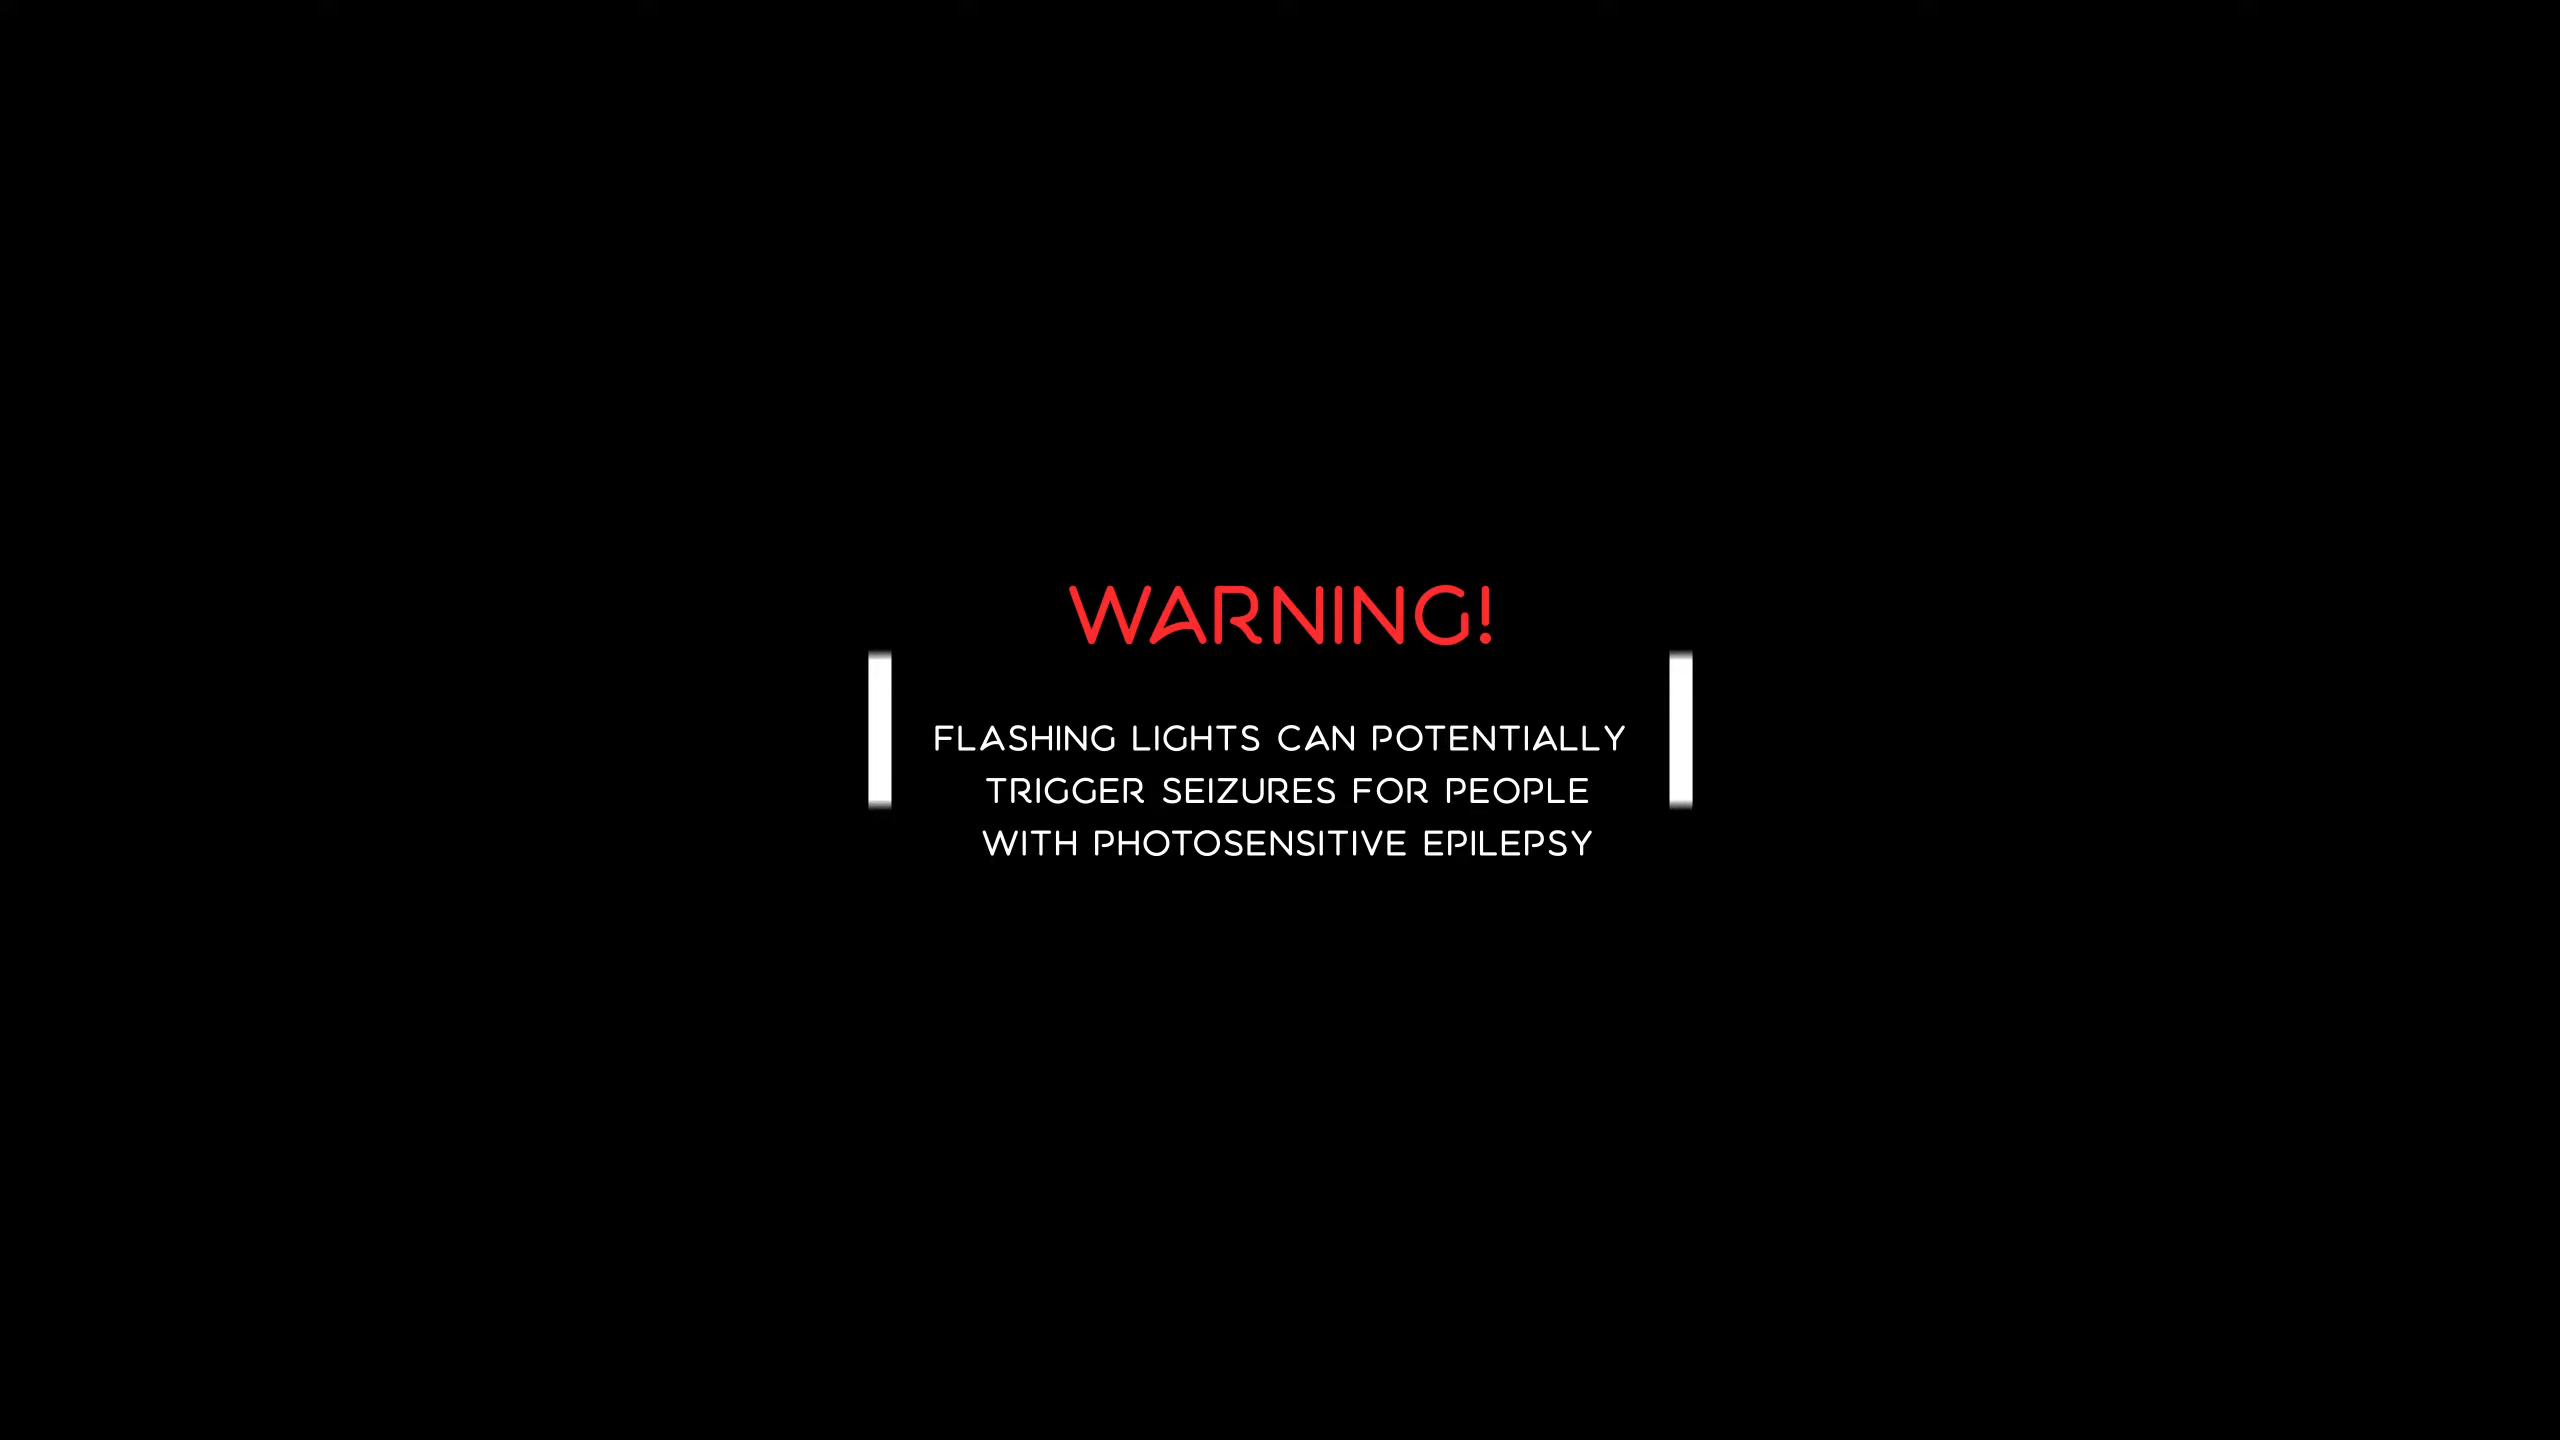 WARNING!
FLASHING LIGHTS CAN POTENTIALLY
TRIGGER SEIZURES FOR PEOPLE
WITH PHOTOSENSITIVE EPILEPSY